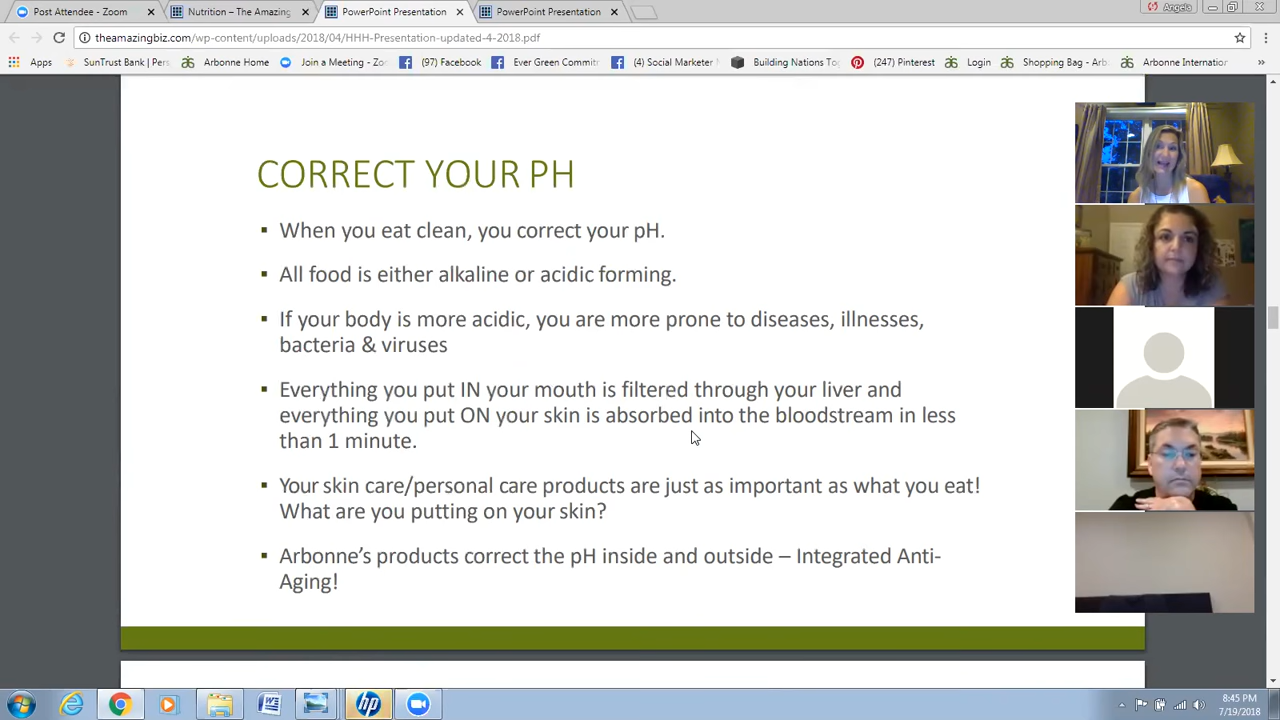 Post Attendee - Zoom
Nutrition – The Amazing
PowerPoint Presentation
PowerPoint Presentation
Angela
theamazingbiz.com/wp-content/uploads/2018/04/HHH-Presentation-updated-4-2018.pdf
Apps
SunTrust Bank | Pers
Arbonne Home
Join a Meeting - Zoo
(97) Facebook
Ever Green Commit
(4) Social Marketer
Building Nations Tog
(247) Pinterest
Login
Shopping Bag - Arb
Arbonne Internation
CORRECT YOUR PH
▪ When you eat clean, you correct your pH.
▪ All food is either alkaline or acidic forming.
▪ If your body is more acidic, you are more prone to diseases, illnesses,
bacteria & viruses
▪ Everything you put IN your mouth is filtered through your liver and
everything you put ON your skin is absorbed into the bloodstream in less
than 1 minute.
▪ Your skin care/personal care products are just as important as what you eat!
What are you putting on your skin?
▪ Arbonne's products correct the pH inside and outside – Integrated Anti-
Aging!
8:45 PM
7/19/2018